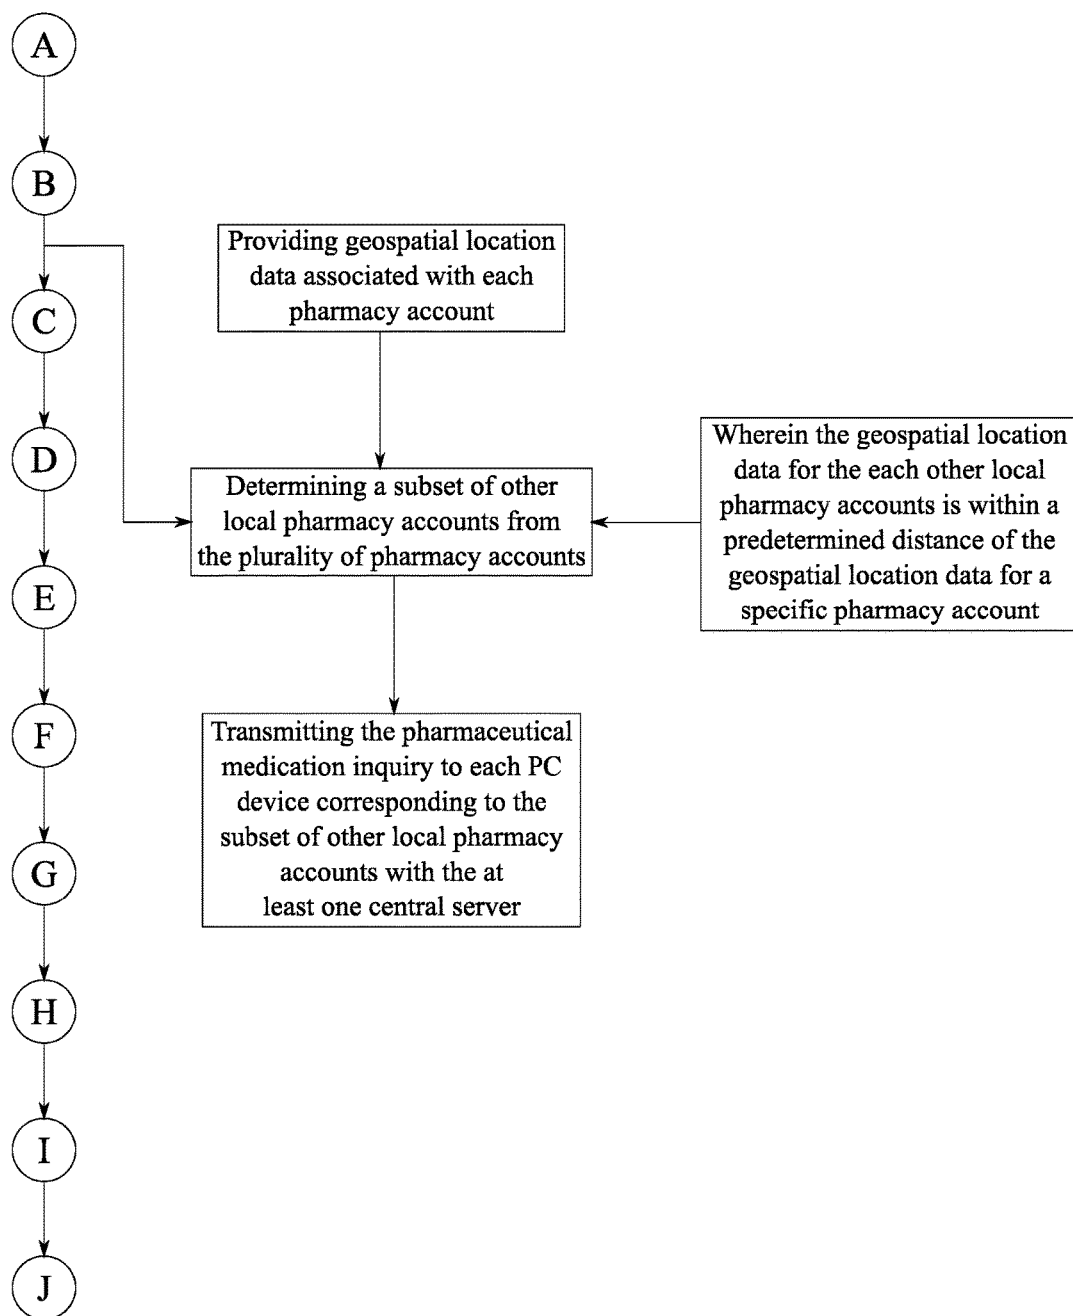 A
B
C
D
E
F
G
H
I
J
Providing geospatial location
data associated with each
pharmacy account
Determining a subset of other
local pharmacy accounts from
the plurality of pharmacy accounts
Wherein the geospatial location
data for the each other local
pharmacy accounts is within a
predetermined distance of the
geospatial location data for a
specific pharmacy account
Transmitting the pharmaceutical
medication inquiry to each PC
device corresponding to the
subset of other local pharmacy
accounts with the at
least one central server